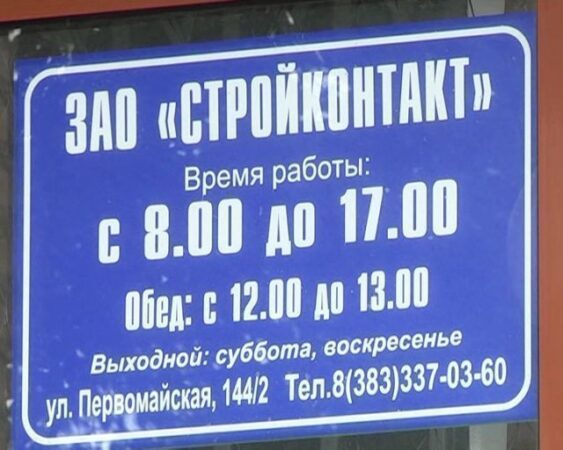 ЗАО «СТРОЙКОНТАКТ»
Время работы:
с 8.00 до 17.00
Обед: с 12.00 до 13.00
Выходной: суббота, воскресенье
ул. Первомайская, 144/2 Тел.8(383)337-03-60